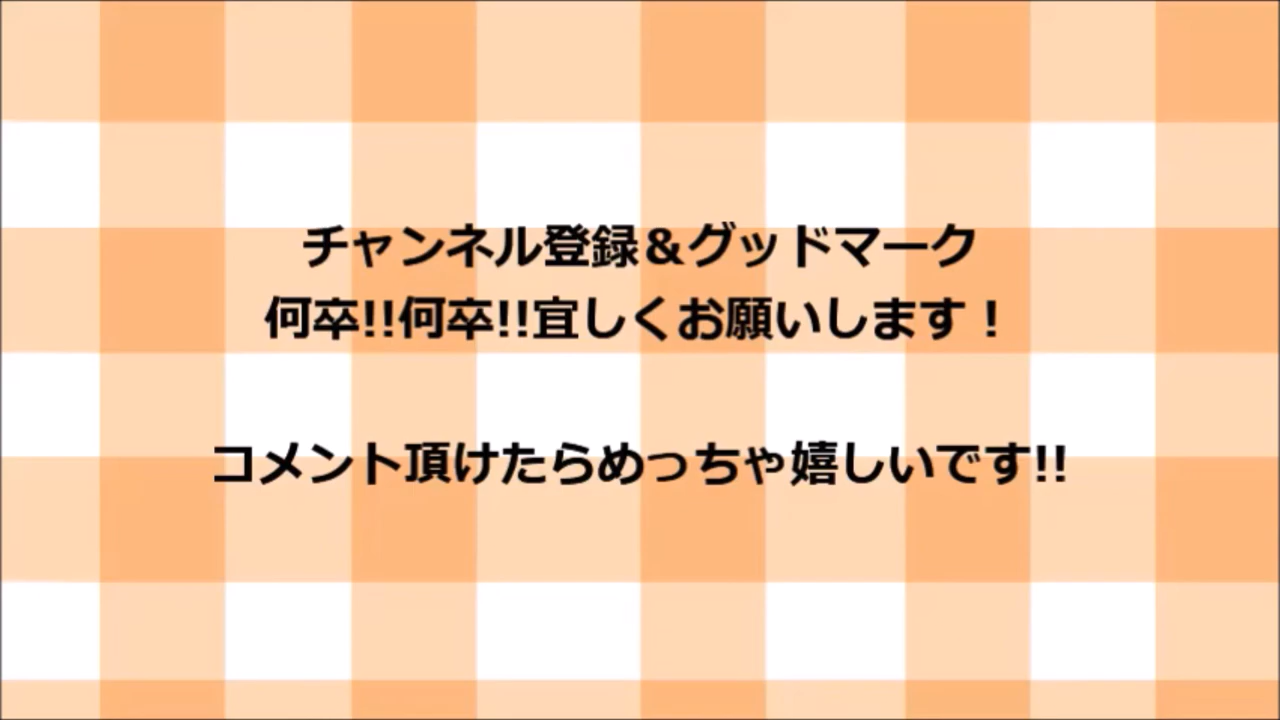 チャンネル登録＆グッドマーク
何卒!!何卒!!宜しくお願いします！
コメント頂けたらめっちゃ嬉しいです!!